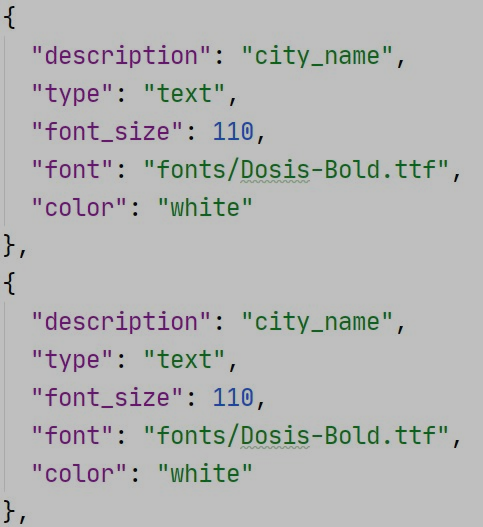 {
"description": "city_name",
"type": "text",
"font_size": 110,
"font": "fonts/Dosis-Bold.ttf",
"color": "white"
},
{
"description": "city_name",
"type": "text",
"font_size": 110,
"font": "fonts/Dosis-Bold.ttf",
"color": "white"
},